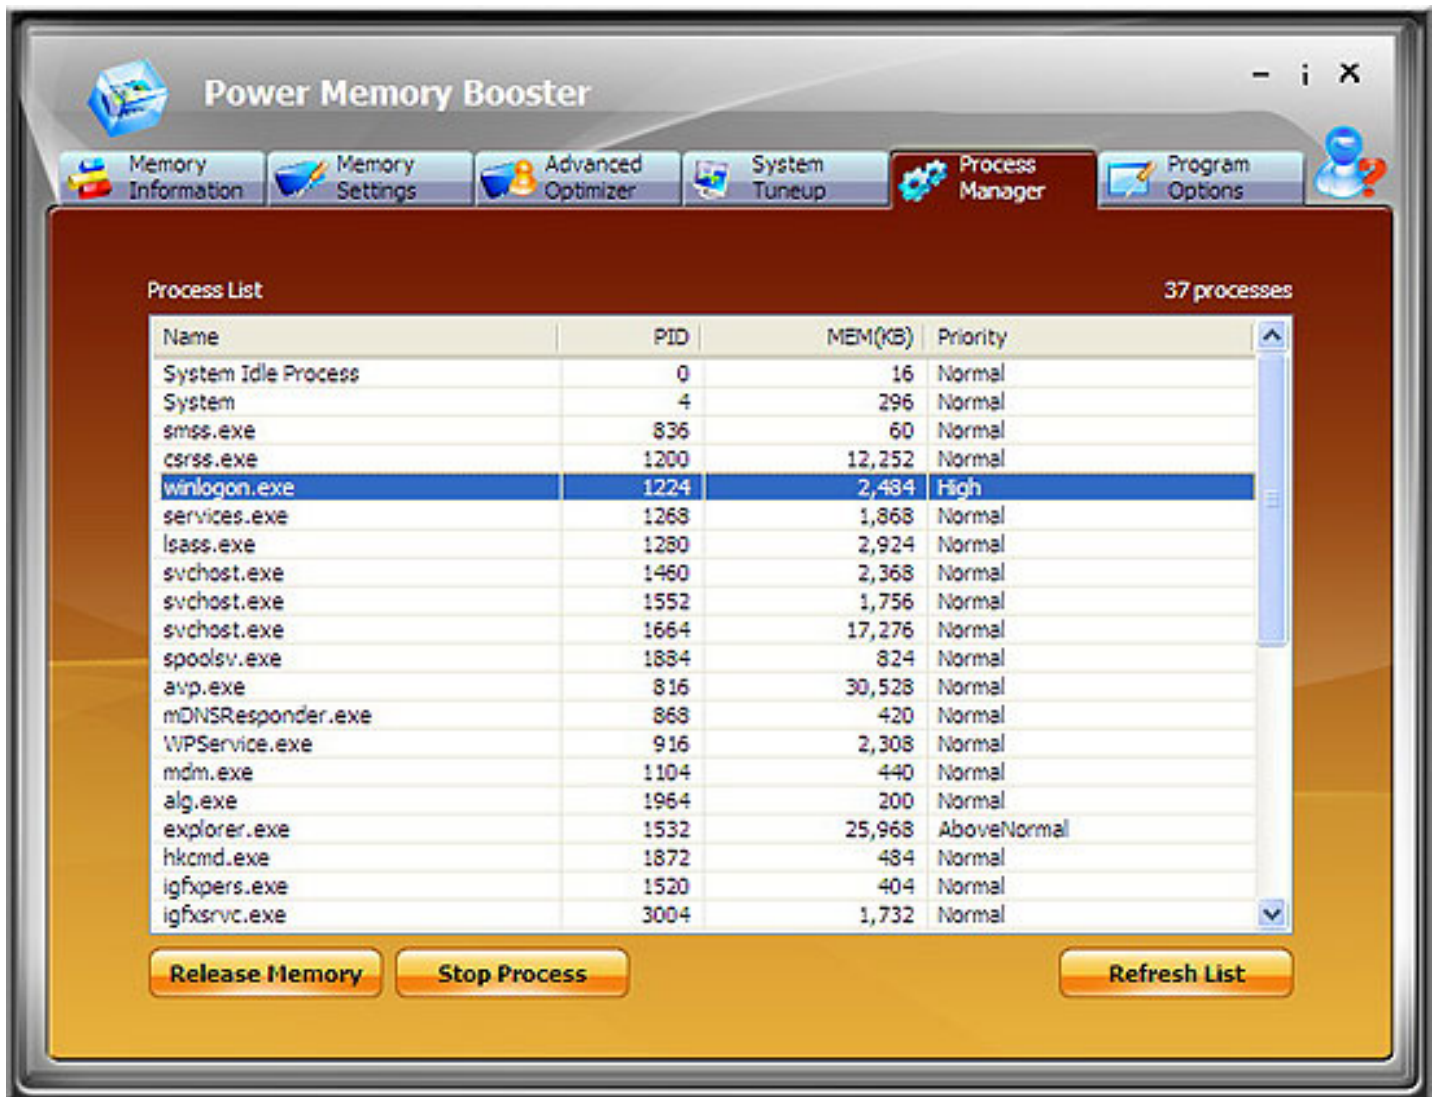 Power Memory Booster
– i X
Memory Information
Memory Settings
Advanced Optimizer
System Tuneup
Process Manager
Program Options
?
Process List 37 processes
Name PID MEM(KB) Priority
System Idle Process 0 16 Normal
System 4 296 Normal
smss.exe 836 60 Normal
csrss.exe 1200 12,252 Normal
winlogon.exe 1224 2,484 High
services.exe 1268 1,868 Normal
lsass.exe 1280 2,924 Normal
svchost.exe 1460 2,368 Normal
svchost.exe 1552 1,756 Normal
svchost.exe 1664 17,276 Normal
spoolsv.exe 1884 824 Normal
avp.exe 816 30,528 Normal
mDNSResponder.exe 868 420 Normal
WPService.exe 916 2,308 Normal
mdm.exe 1104 440 Normal
alg.exe 1964 200 Normal
explorer.exe 1532 25,968 AboveNormal
hkcmd.exe 1872 484 Normal
igfxpers.exe 1520 404 Normal
igfxsrvc.exe 3004 1,732 Normal
Release Memory Stop Process Refresh List